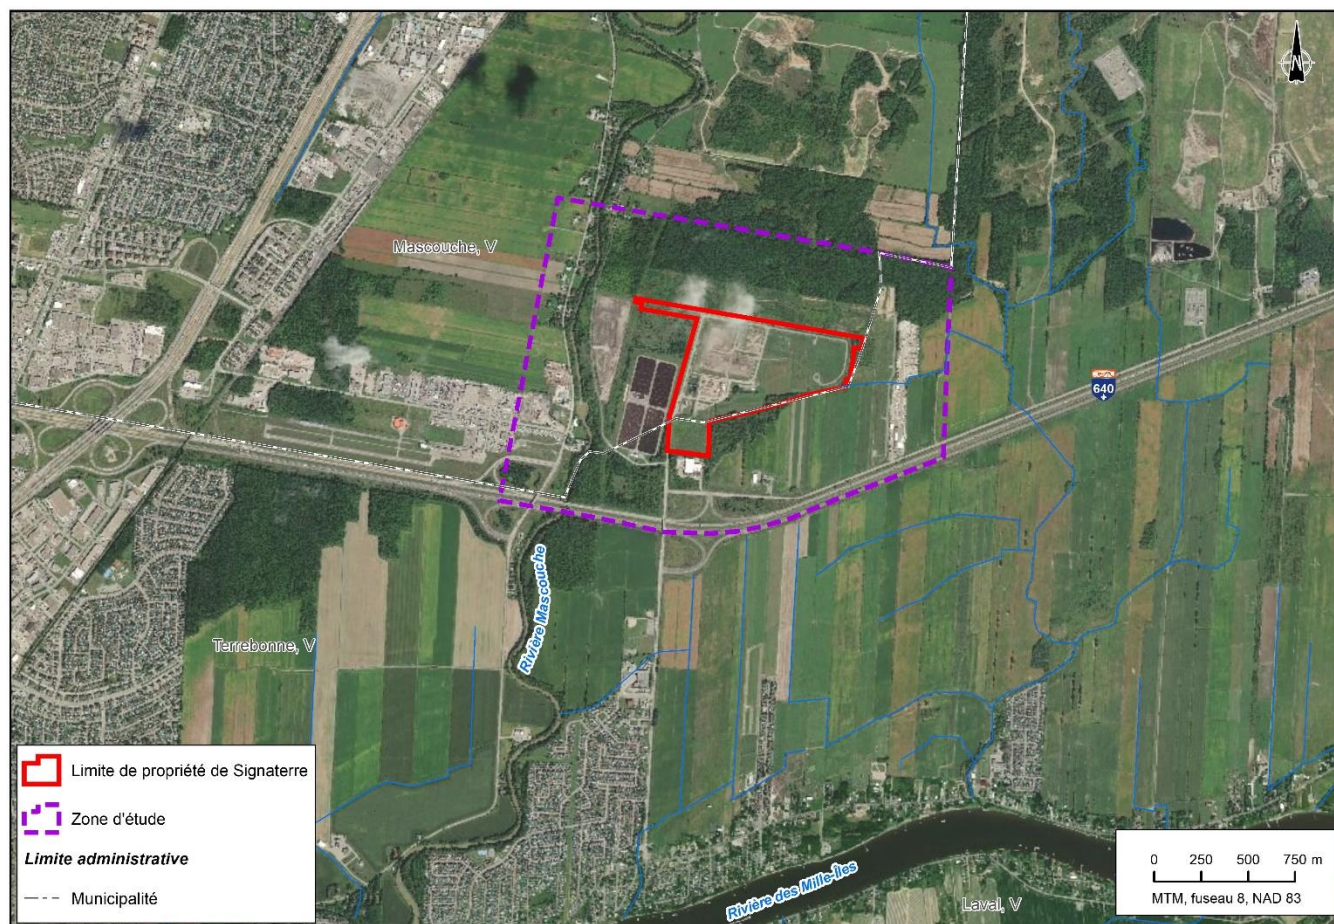 N
Mascouche, V
640
Rivière Mascouche
Terrebonne, V
Limite de propriété de Signaterre
Zone d'étude
Limite administrative
Municipalité
Rivière des Mille-Îles
Laval, V
0 250 500 750 m
MTM, fuseau 8, NAD 83